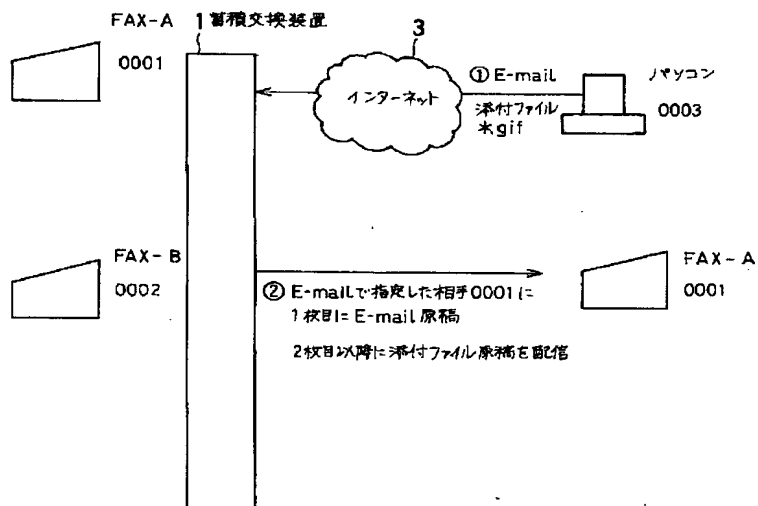 FAX-A
0001
1 蓄積交換装置
3
インターネット
① E-mail
添付ファイル
*gif
パソコン
0003
FAX-B
0002
② E-mailで指定した相手0001に
1枚目にE-mail原稿
2枚目以降に添付ファイル原稿を配信
FAX-A
0001